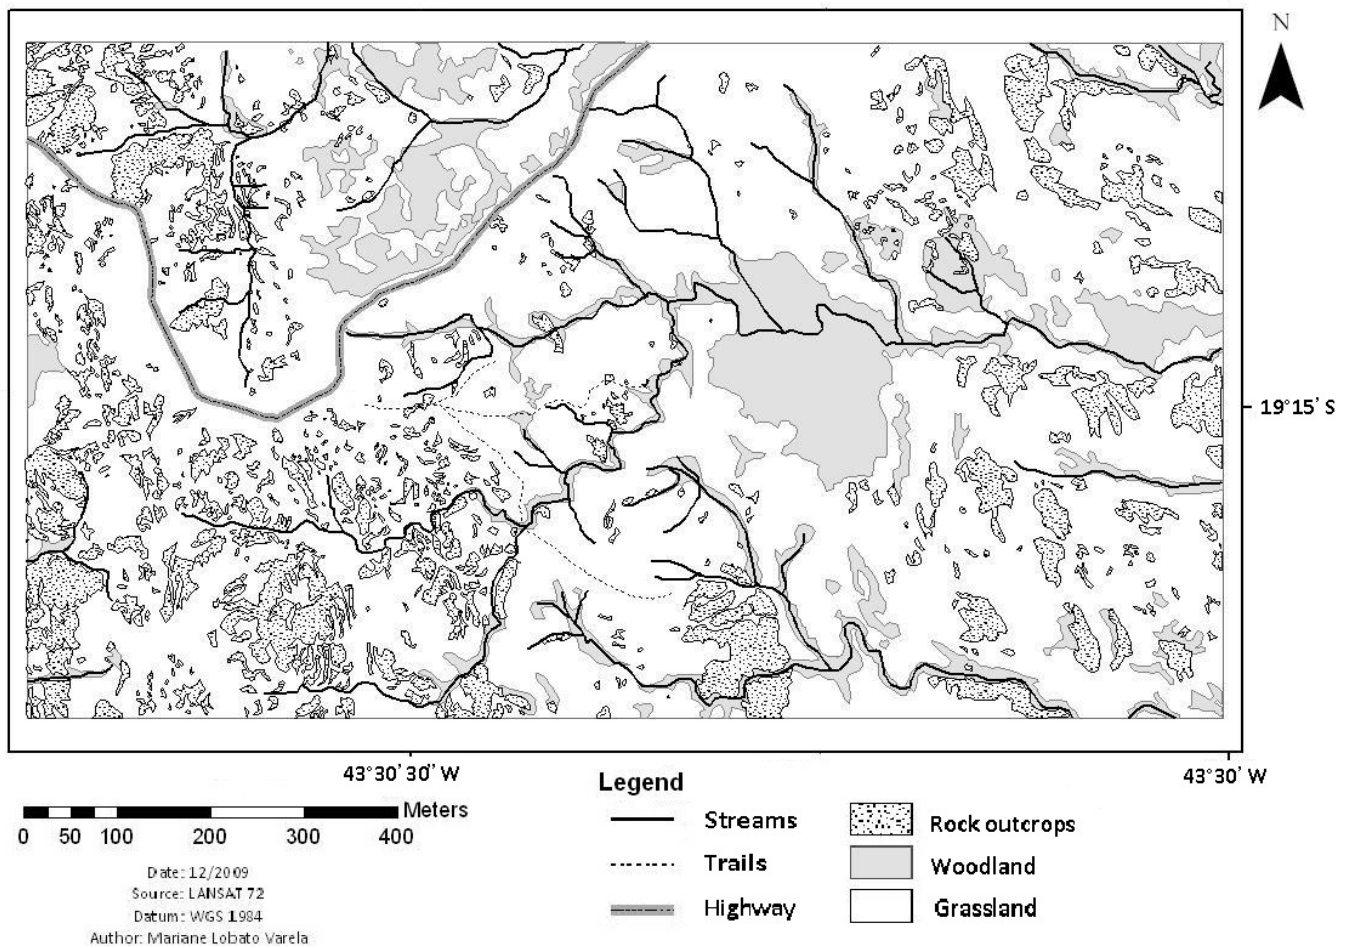 N
19°15' S
43°30'30" W
43°30' W
Legend
Meters
0 50 100 200 300 400
Streams
Rock outcrops
Trails
Woodland
Highway
Grassland
Date: 12/2009
Source: LANSAT 72
Datum: WGS 1984
Author: Mariane Lobato Varela